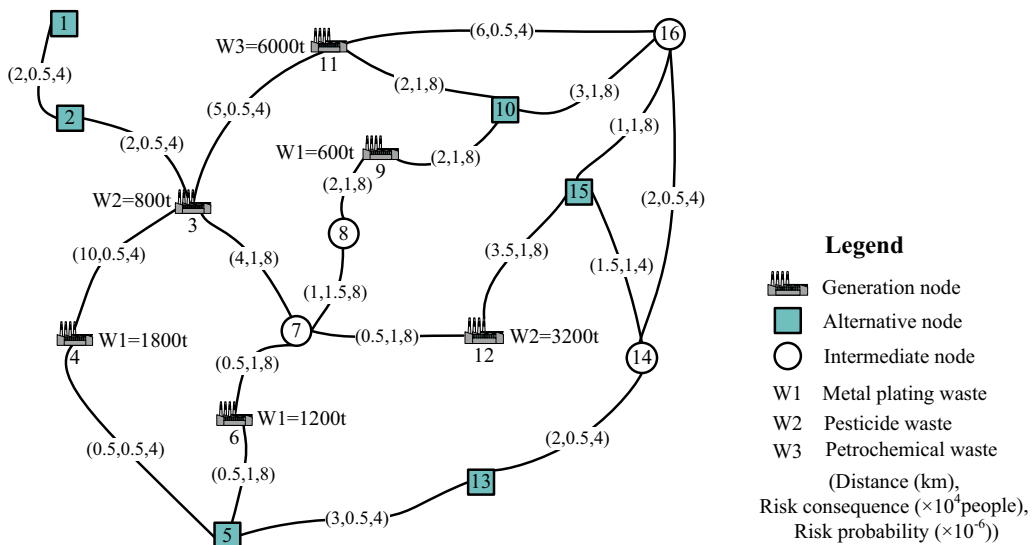 1
(6,0.5,4)
16
W3=6000t
11
(2,0.5,4)
(2,1,8)
(3,1,8)
2
(5,0.5,4)
10
(2,0.5,4)
(1,1,8)
W1=600t
9
(2,1,8)
(2,1,8)
15
(2,0.5,4)
W2=800t
3
8
(10,0.5,4)
(4,1,8)
(3.5,1,8)
(1.5,1,4)
(1,1.5,8)
7
(0.5,1,8)
W2=3200t
12
W1=1800t
4
14
(0.5,1,8)
W1=1200t
6
(0.5,0.5,4)
(0.5,1,8)
(2,0.5,4)
13
5
(3,0.5,4)
Legend
Generation node
Alternative node
Intermediate node
W1 Metal plating waste
W2 Pesticide waste
W3 Petrochemical waste
(Distance (km),
Risk consequence (×10⁴people),
Risk probability (×10⁻⁶))